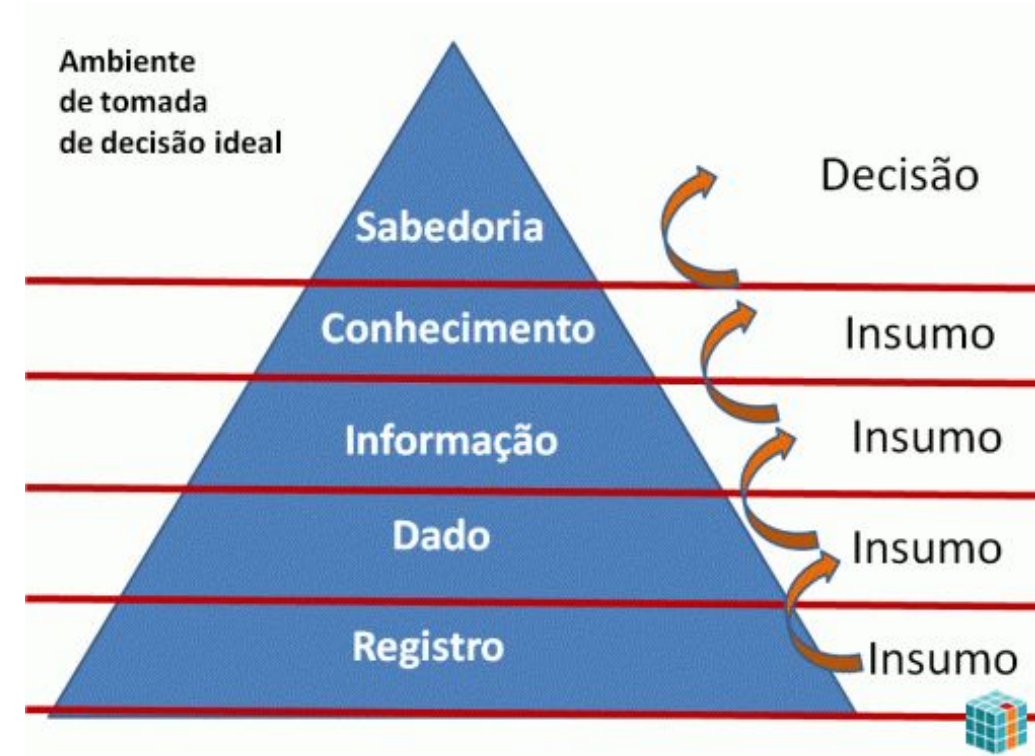 Ambiente
de tomada
de decisão ideal
Sabedoria
Decisão
Conhecimento
Insumo
Informação
Insumo
Dado
Insumo
Registro
Insumo